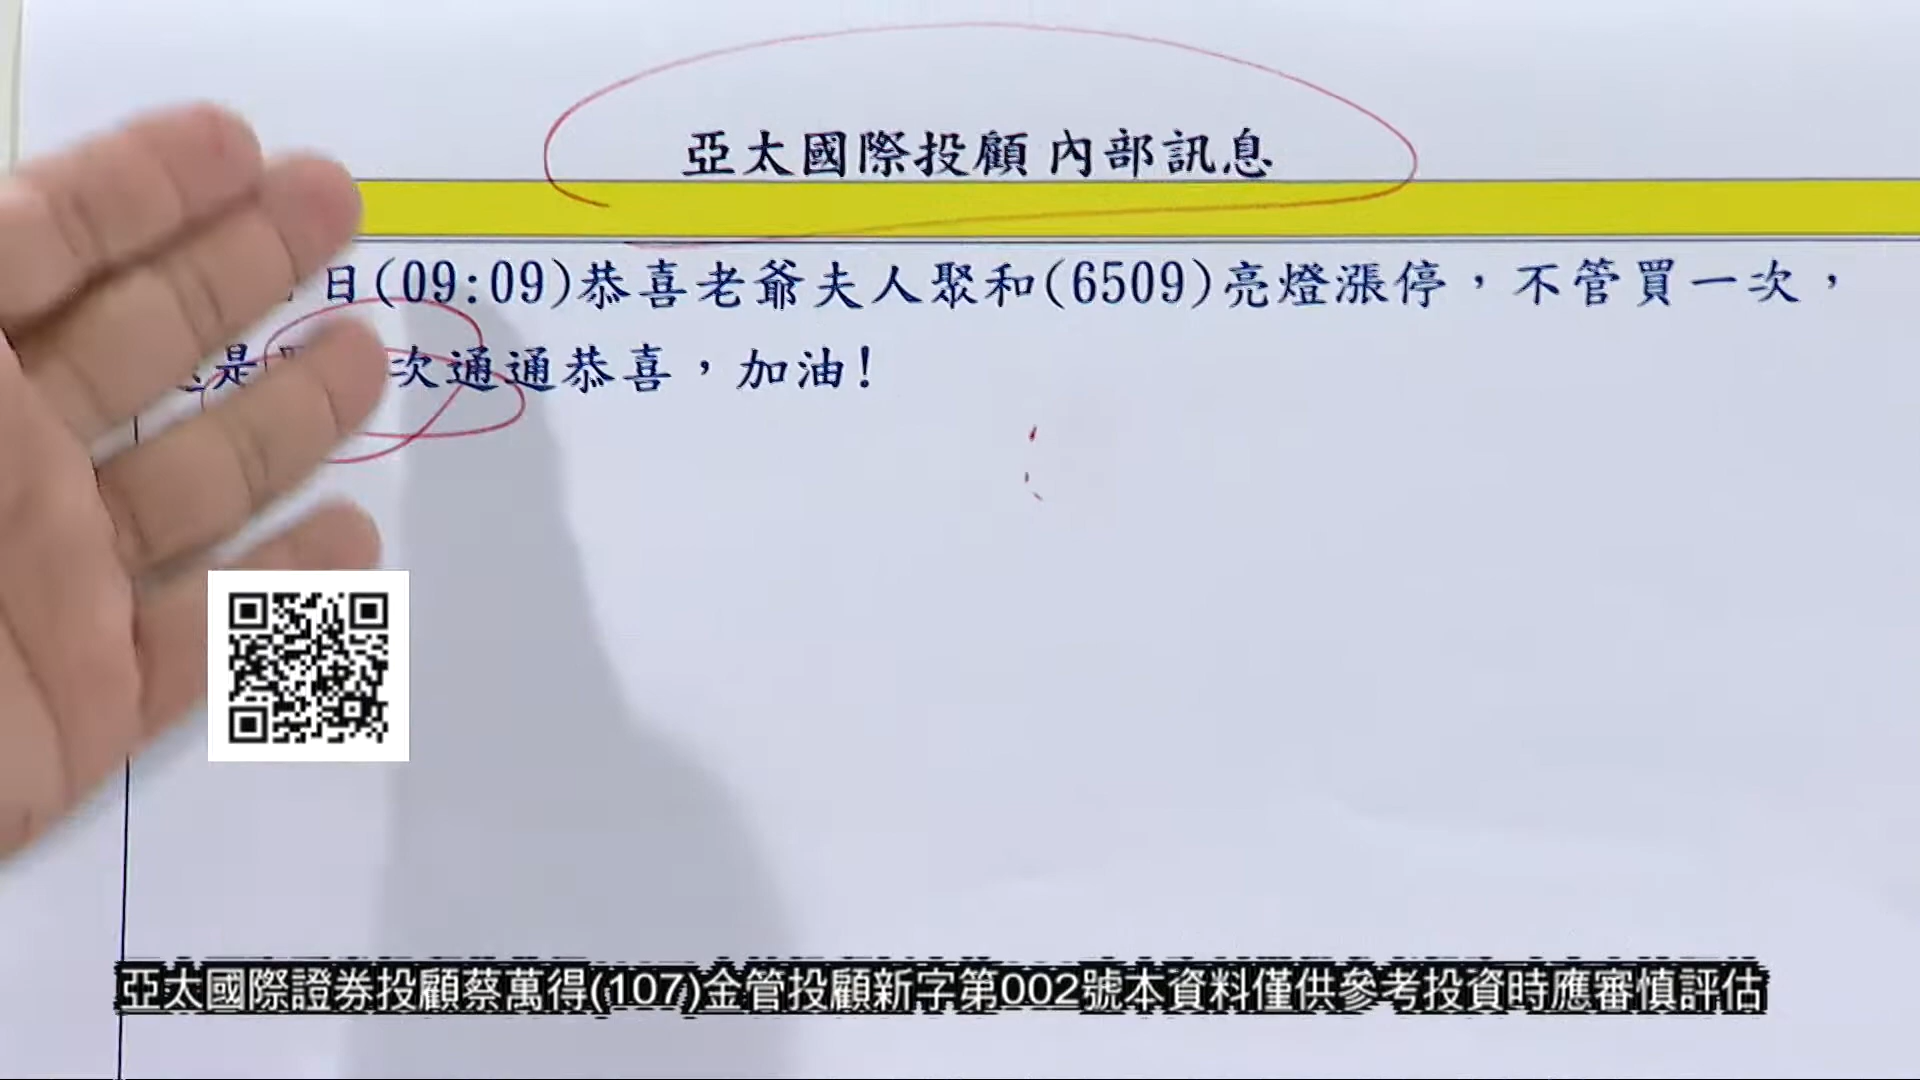 亞太國際投顧 內部訊息
日(09:09)恭喜老爺夫人聚和(6509)亮燈漲停，不管買一次，
是 次通通恭喜，加油!
亞太國際證券投顧蔡萬得(107)金管投顧新字第002號本資料僅供參考投資時應審慎評估